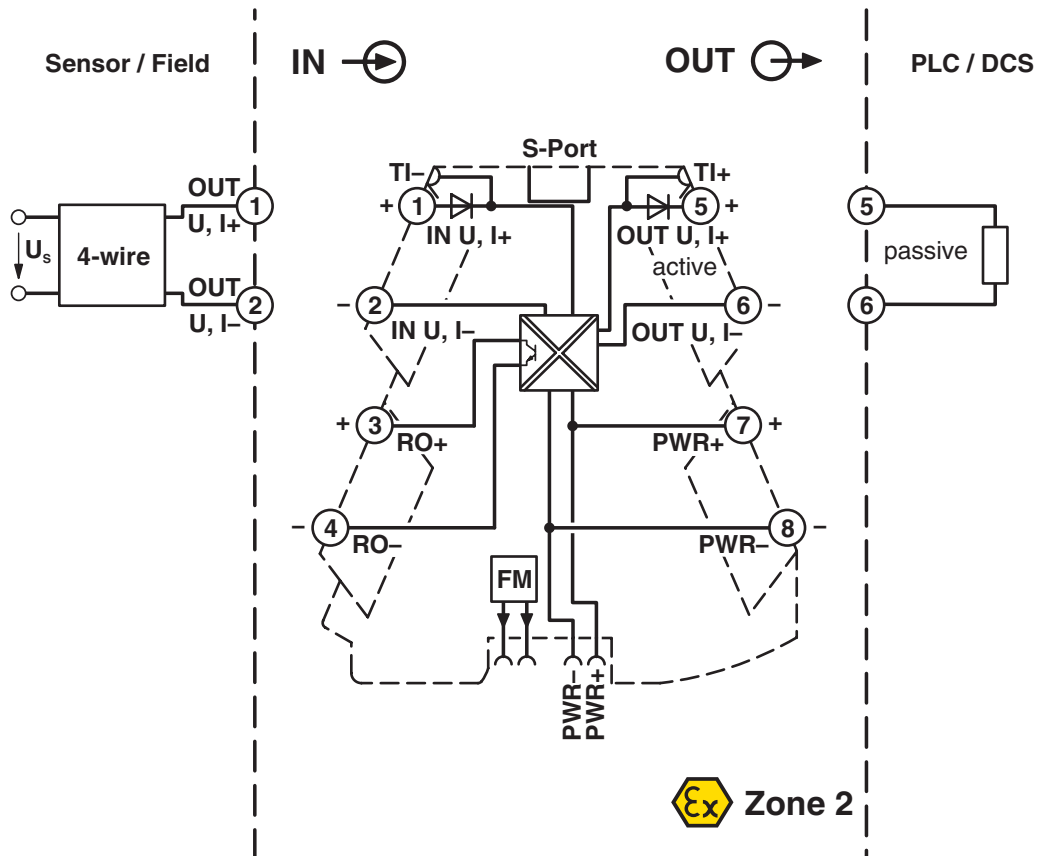 Sensor / Field
IN
OUT
PLC / DCS
S-Port
TI–
TI+
OUT
1
U, I+
+ 1
5 +
5
IN U, I+
OUT U, I+
Us
4-wire
active
passive
OUT
2
U, I–
– 2
6 –
6
IN U, I–
OUT U, I–
+ 3
7 +
RO+
PWR+
– 4
8 –
RO–
PWR–
FM
PWR–
PWR+
Ex Zone 2